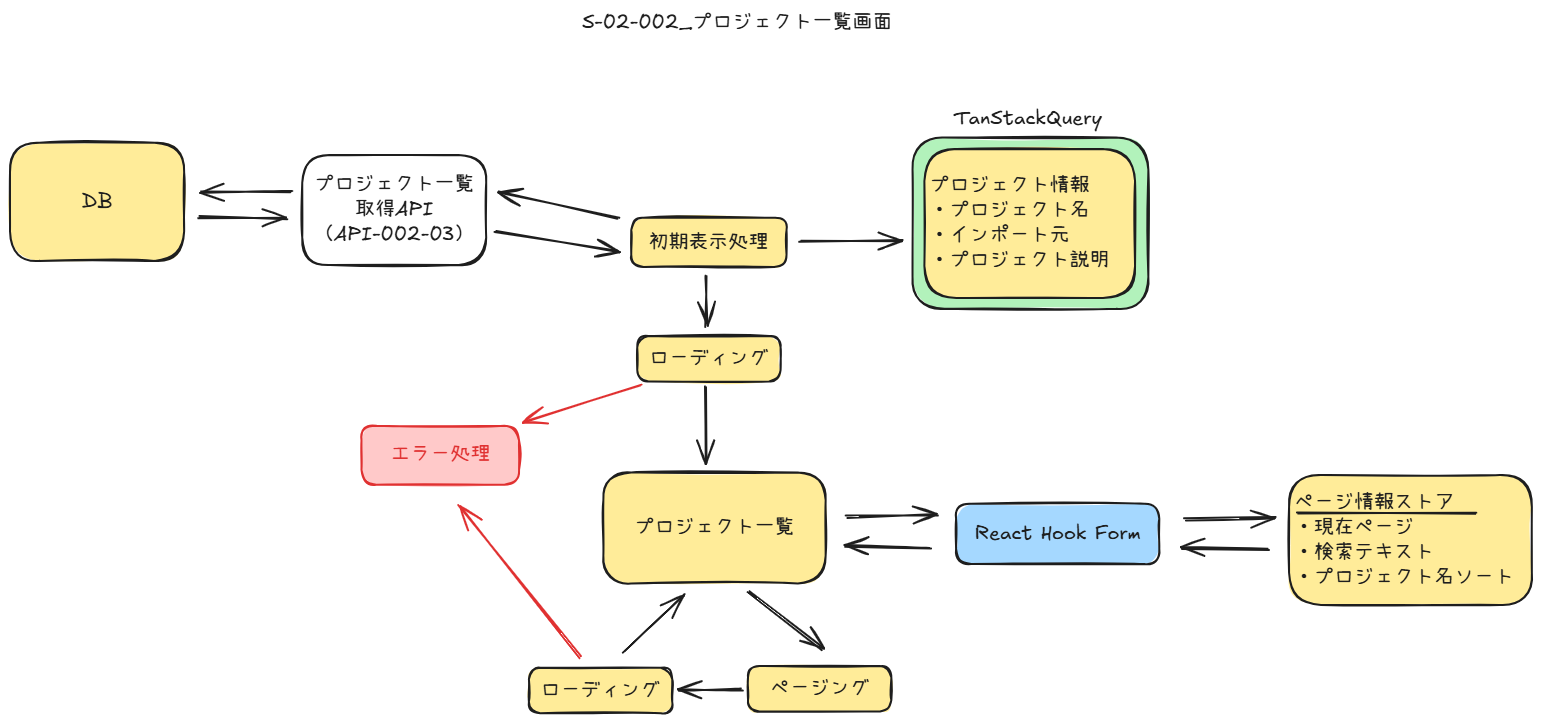 S-02-002_プロジェクト一覧画面
TanStackQuery
DB
プロジェクト一覧
取得API
（API-002-03）
初期表示処理
プロジェクト情報
・プロジェクト名
・インポート元
・プロジェクト説明
ローディング
エラー処理
プロジェクト一覧
React Hook Form
ページ情報ストア
・現在ページ
・検索テキスト
・プロジェクト名ソート
ローディング
ページング